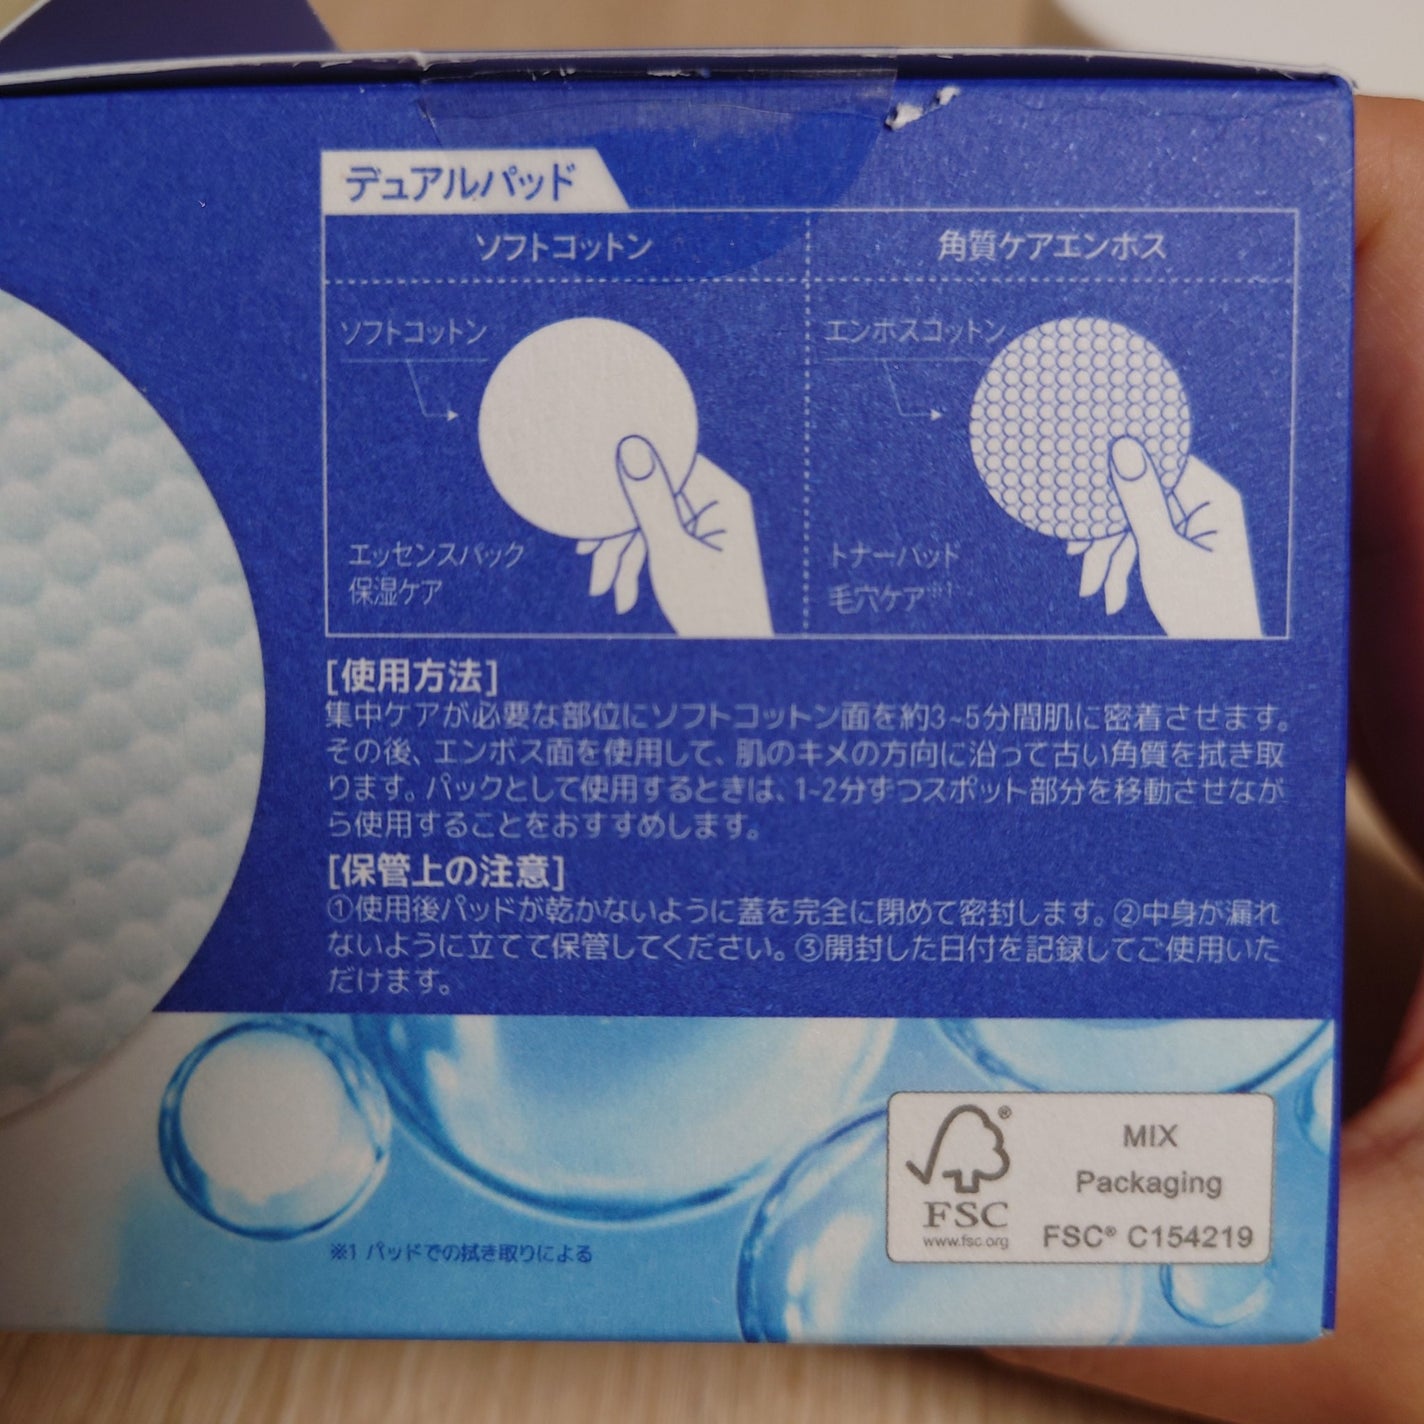 デュアルパッド
ソフトコットン
角質ケアエンボス
ソフトコットン
エンボスコットン
エッセンスパック
保湿ケア
トナーパッド
毛穴ケア※1
[使用方法]
集中ケアが必要な部位にソフトコットン面を約3~5分間肌に密着させます。
その後、エンボス面を使用して、肌のキメの方向に沿って古い角質を拭き取
ります。パックとして使用するときは、1~2分ずつスポット部分を移動させなが
ら使用することをおすすめします。
[保管上の注意]
①使用後パッドが乾かないように蓋を完全に閉めて密封します。②中身が漏れ
ないように立てて保管してください。③開封した日付を記録してご使用いた
だけます。
※1 パッドでの拭き取りによる
MIX
Packaging
FSC
www.fsc.org
FSC® C154219